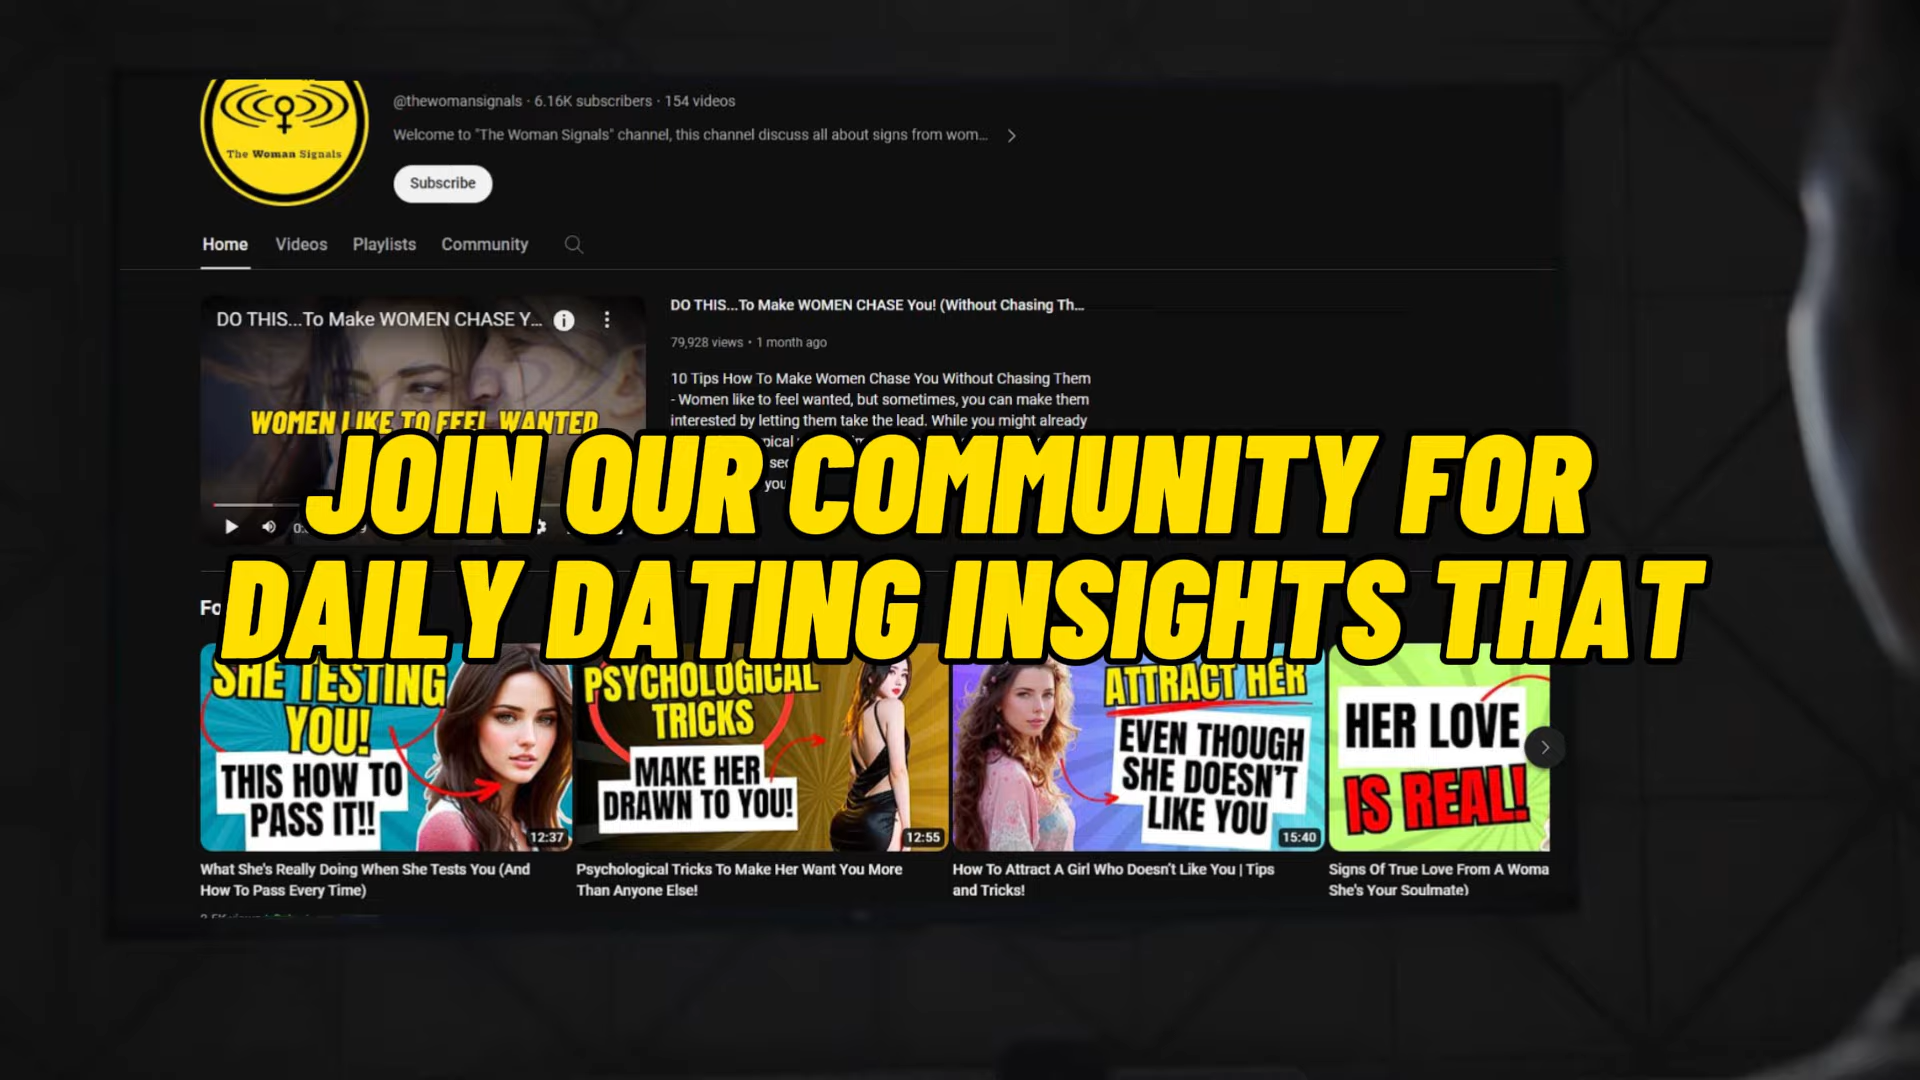 @thewomansignals · 6.16K subscribers · 154 videos
Welcome to "The Woman Signals" channel, this channel discuss all about signs from wom...
The Woman Signals
Subscribe
Home Videos Playlists Community
DO THIS...To Make WOMEN CHASE Y...
WOMEN LIKE TO FEEL WANTED
DO THIS...To Make WOMEN CHASE You! (Without Chasing Th...
79,928 views • 1 month ago
10 Tips How To Make Women Chase You Without Chasing Them
- Women like to feel wanted, but sometimes, you can make them
interested by letting them take the lead. While you might already
JOIN OUR COMMUNITY FOR
DAILY DATING INSIGHTS THAT
SHE TESTING
YOU!
THIS HOW TO
PASS IT!!
12:37
PSYCHOLOGICAL
TRICKS
MAKE HER
DRAWN TO YOU!
12:55
ATTRACT HER
EVEN THOUGH
SHE DOESN'T
LIKE YOU
15:40
HER LOVE
IS REAL!
What She's Really Doing When She Tests You (And
How To Pass Every Time)
Psychological Tricks To Make Her Want You More
Than Anyone Else!
How To Attract A Girl Who Doesn't Like You | Tips
and Tricks!
Signs Of True Love From A Woma
She's Your Soulmate)